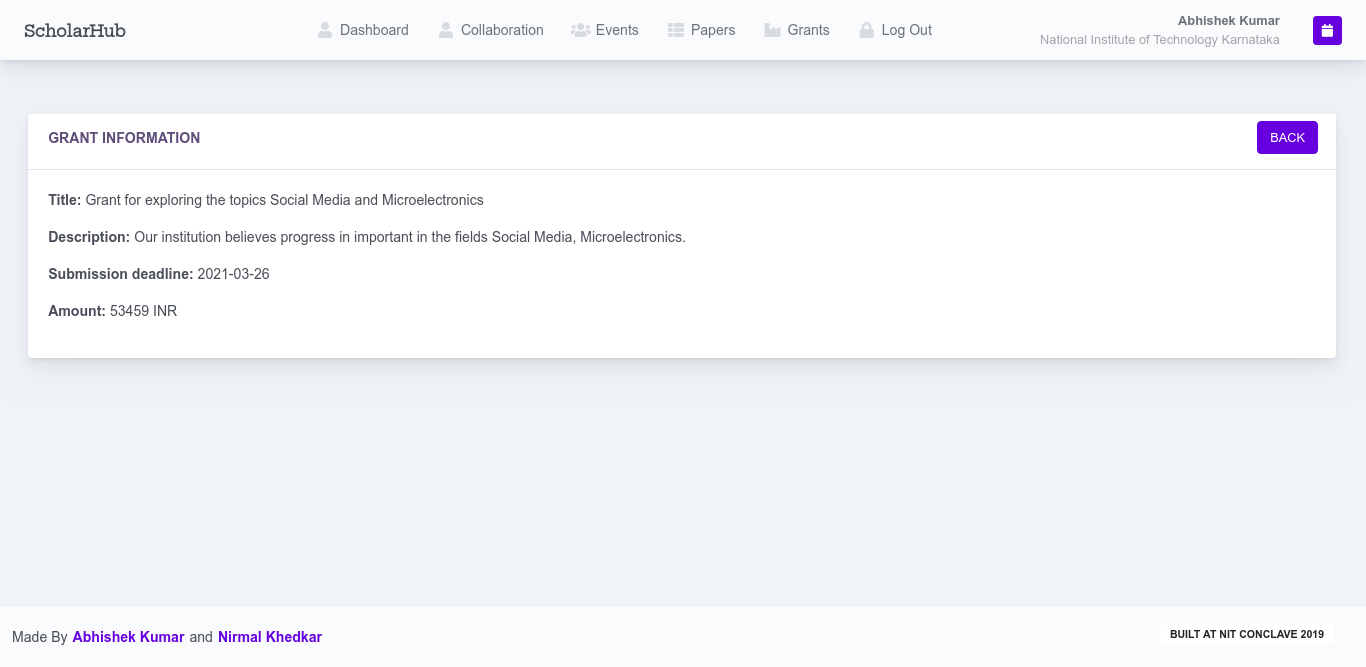 ScholarHub
Dashboard
Collaboration
Events
Papers
Grants
Log Out
Abhishek Kumar
National Institute of Technology Karnataka
GRANT INFORMATION
BACK
Title: Grant for exploring the topics Social Media and Microelectronics
Description: Our institution believes progress in important in the fields Social Media, Microelectronics.
Submission deadline: 2021-03-26
Amount: 53459 INR
Made By Abhishek Kumar and Nirmal Khedkar
BUILT AT NIT CONCLAVE 2019